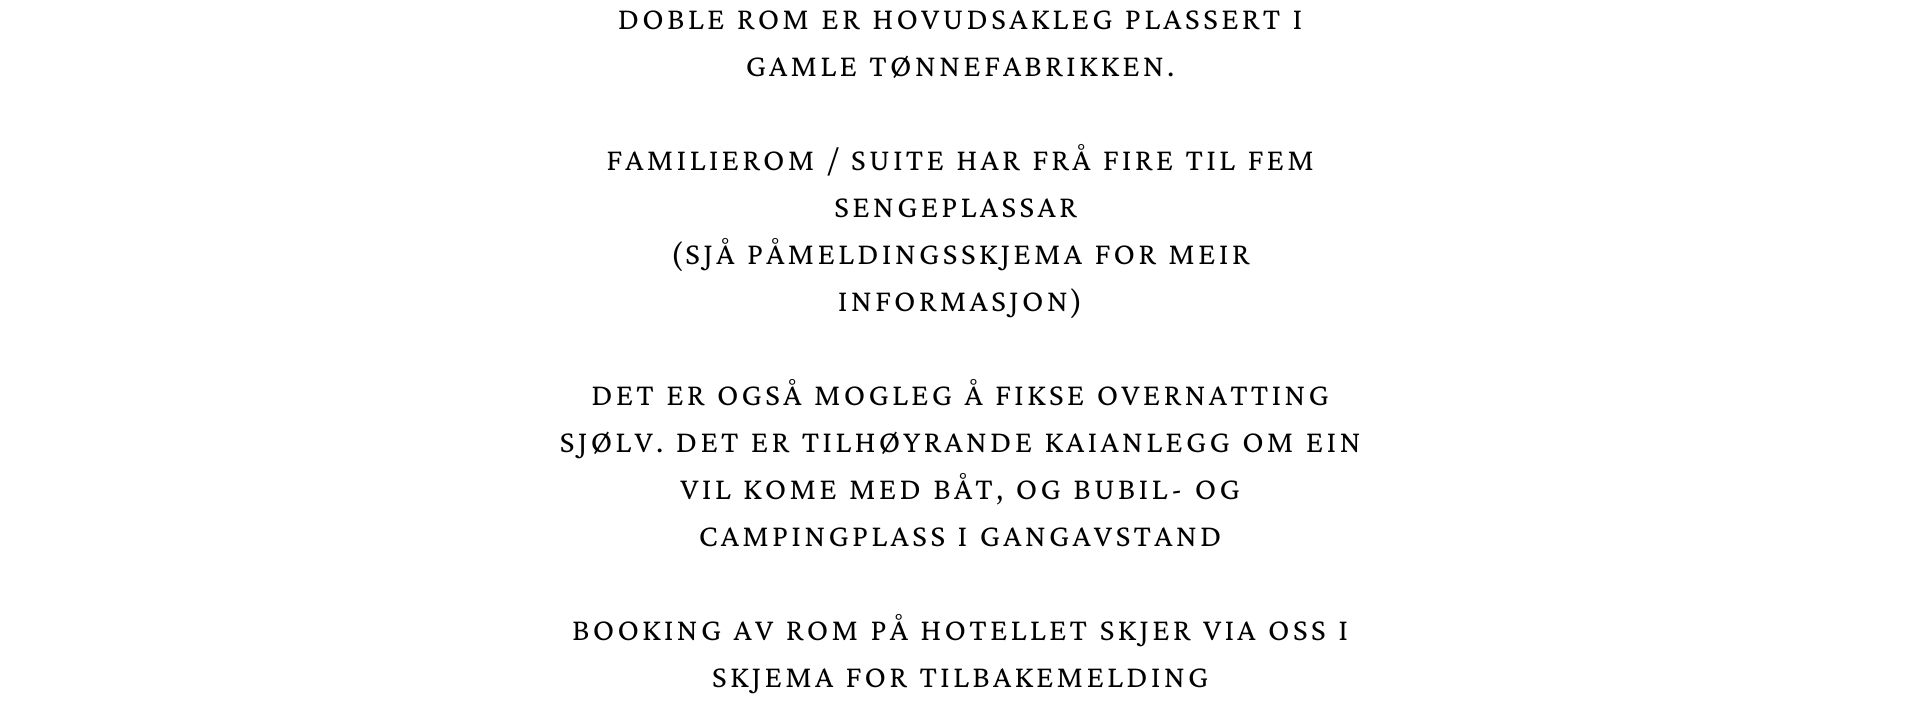 DOBLE ROM ER HOVUDSAKLEG PLASSERT I
GAMLE TØNNEFABRIKKEN.
FAMILIEROM / SUITE HAR FRÅ FIRE TIL FEM
SENGEPLASSAR
(SJÅ PÅMELDINGSSKJEMA FOR MEIR
INFORMASJON)
DET ER OGSÅ MOGLEG Å FIKSE OVERNATTING
SJØLV. DET ER TILHØYRANDE KAIANLEGG OM EIN
VIL KOME MED BÅT, OG BUBIL- OG
CAMPINGPLASS I GANGAVSTAND
BOOKING AV ROM PÅ HOTELLET SKJER VIA OSS I
SKJEMA FOR TILBAKEMELDING